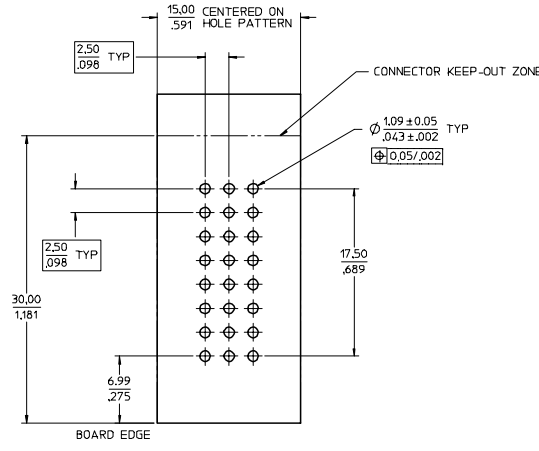 15,00 CENTERED ON
.591 HOLE PATTERN
2,50
.098 TYP
CONNECTOR KEEP-OUT ZONE
Ø 1,09 ±0.05 TYP
.043 ±.002
⌖ 0,05/.002
2,50
.098 TYP
17,50
.689
30,00
1.181
6.99
.275
BOARD EDGE